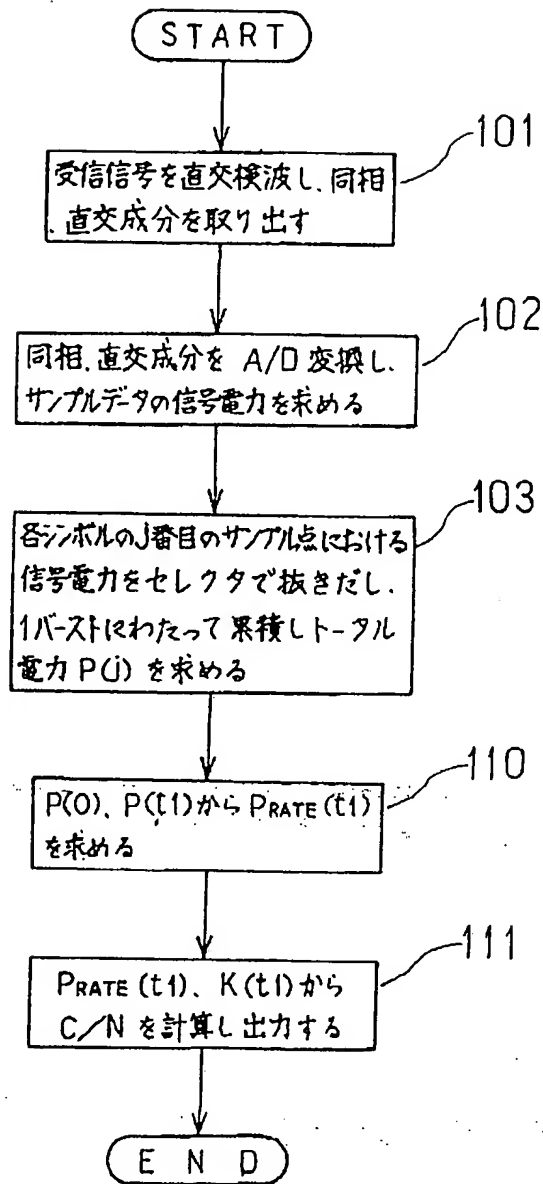 START
101
受信信号を直交検波し、同相
、直交成分を取り出す
102
同相、直交成分を A/D 変換し、
サンプルデータの信号電力を求める
103
各シンボルのj番目のサンプル点における
信号電力をセレクタで抜きだし、
1バーストにわたって累積しトータル
電力 P(j) を求める
110
P(0)、P(t1)から PRATE(t1)
を求める
111
PRATE(t1)、K(t1)から
C/N を計算し出力する
END